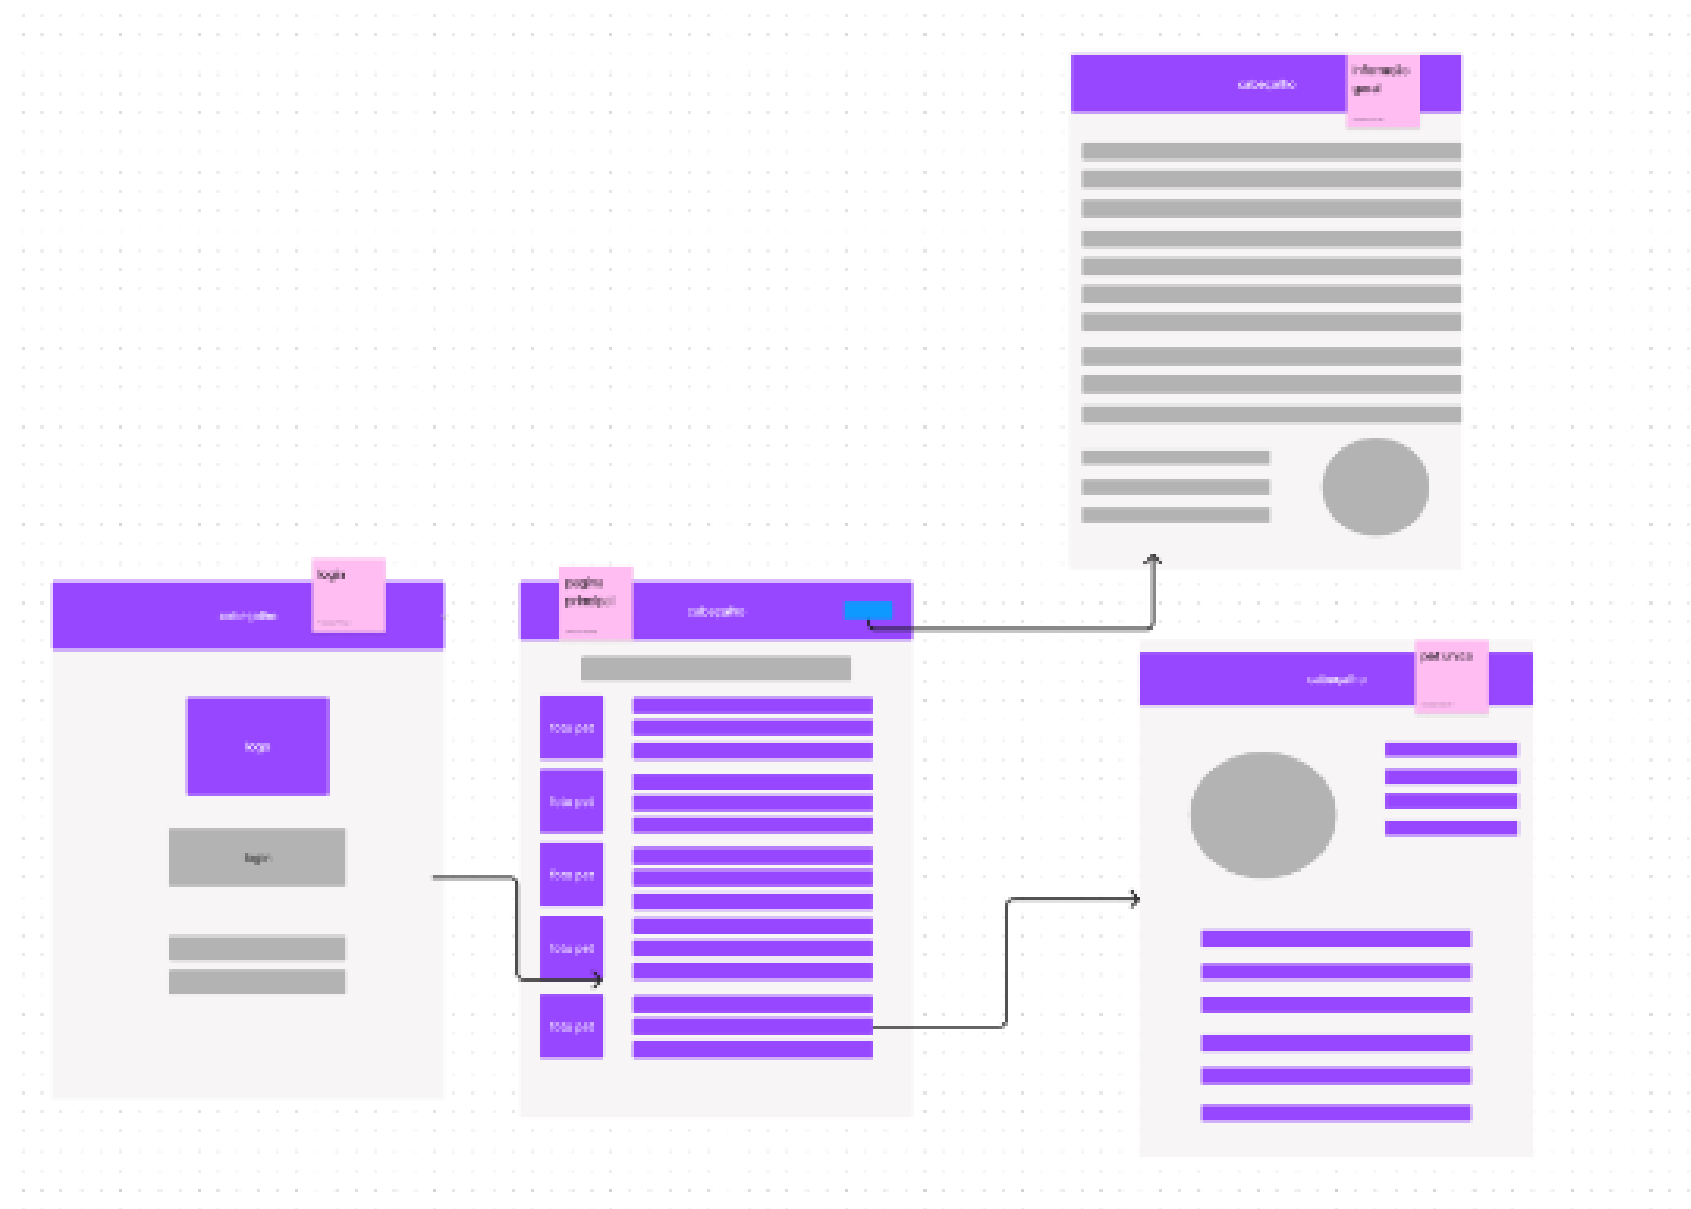 cabeçalho
informação
geral
login
cabeçalho
pagina
principal
cabeçalho
pet unico
cabeçalho
logo
login
foto pet
foto pet
foto pet
foto pet
foto pet